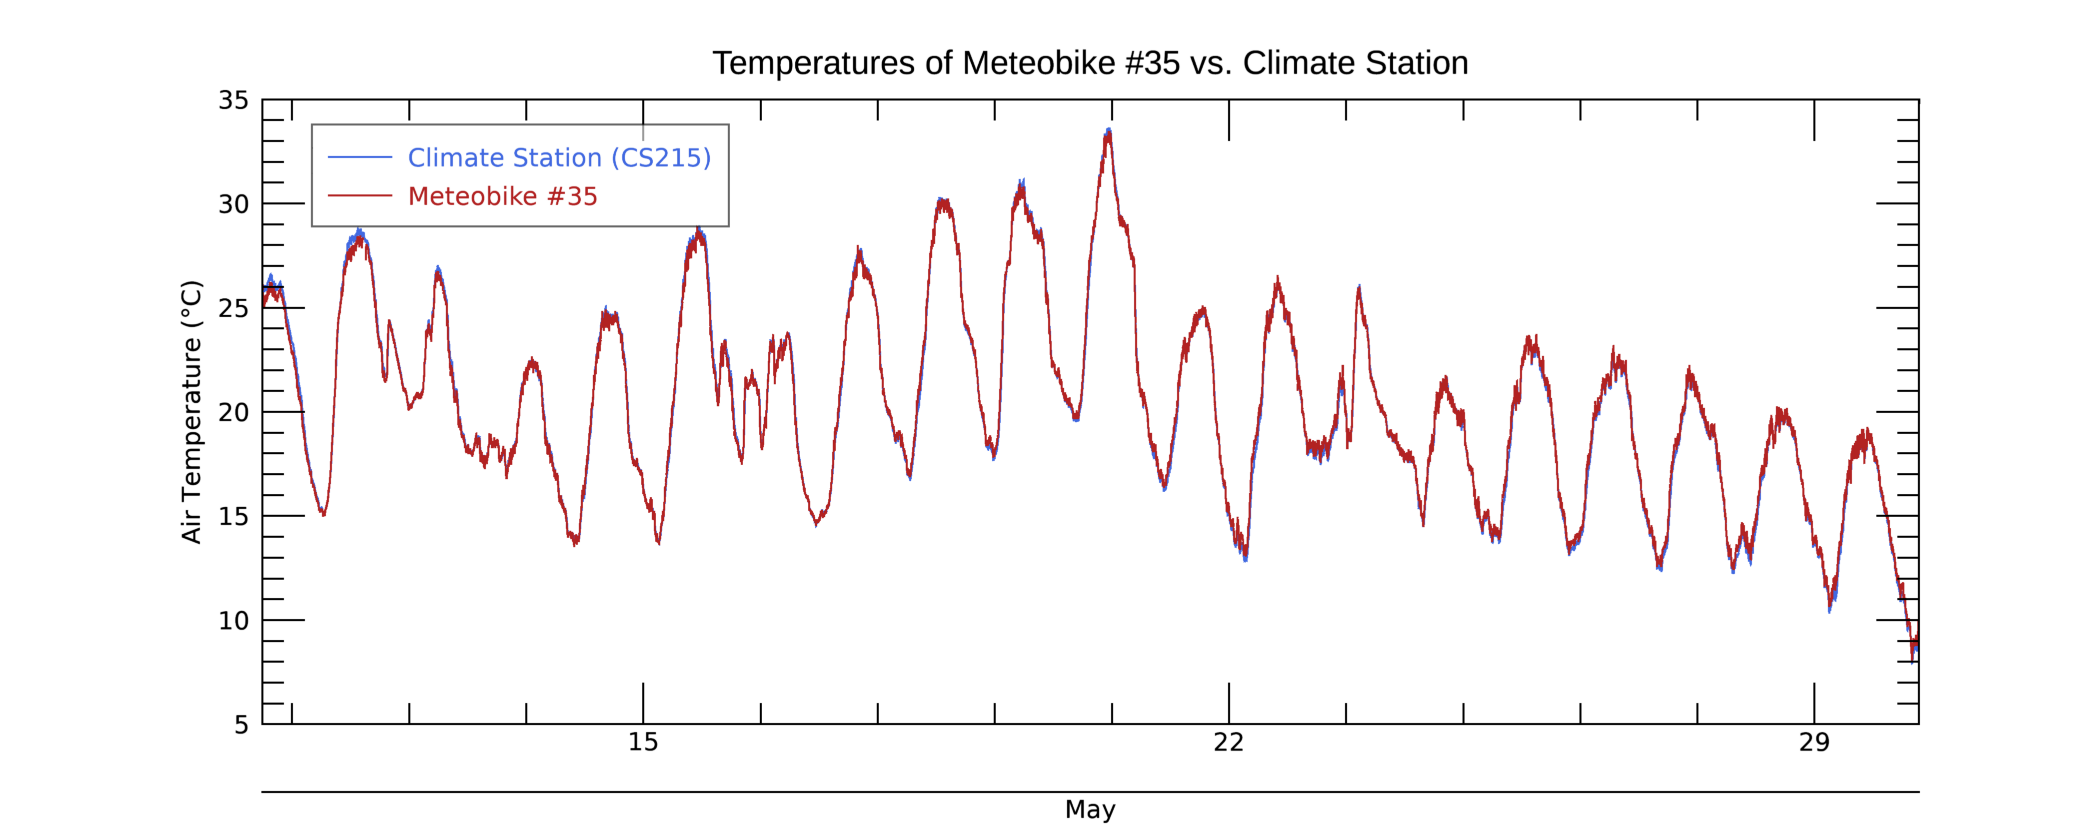 Temperatures of Meteobike #35 vs. Climate Station
35
30
25
20
15
10
5
Air Temperature (°C)
Climate Station (CS215)
Meteobike #35
15
22
29
May